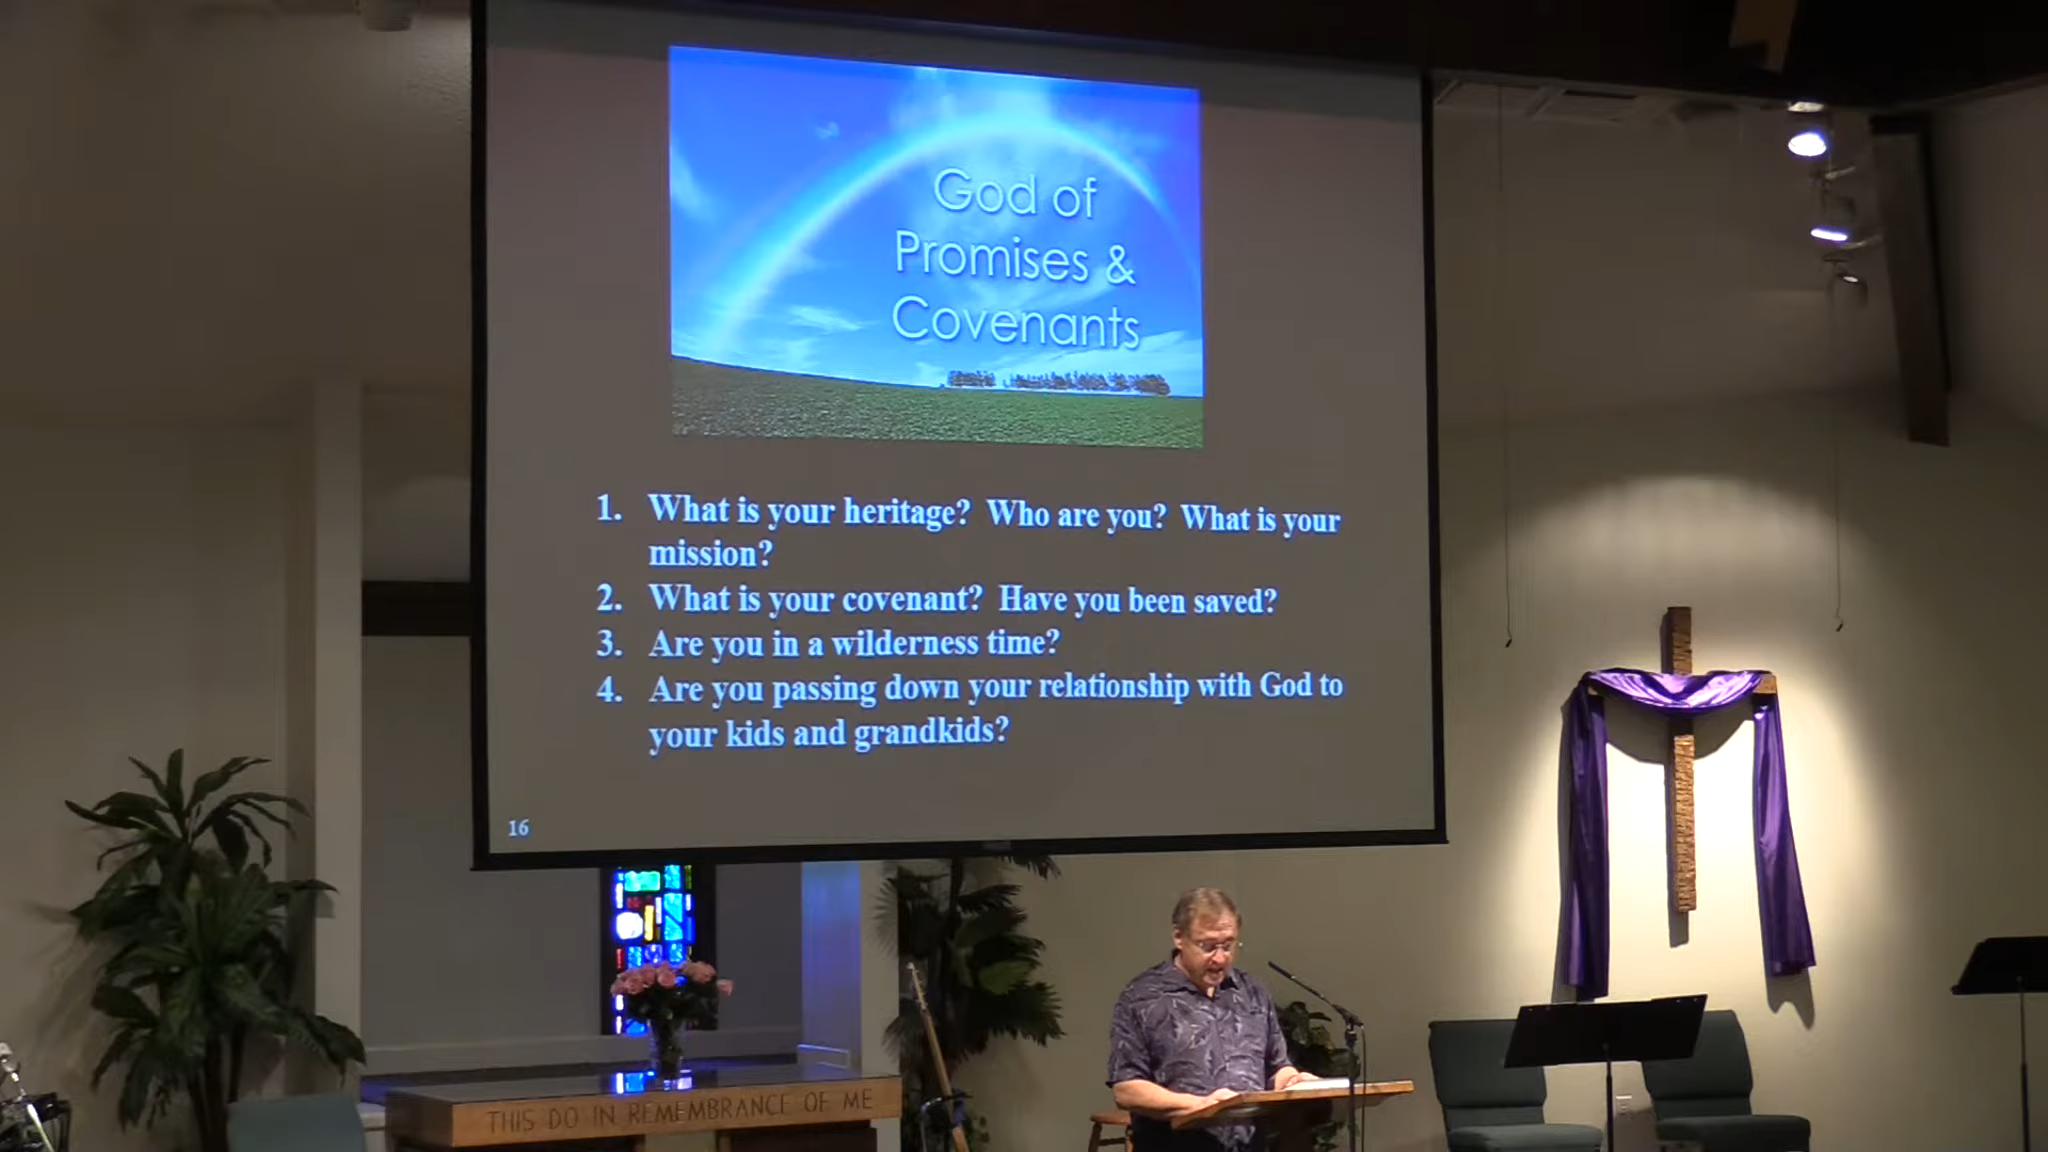 God of
Promises &
Covenants
1. What is your heritage? Who are you? What is your
mission?
2. What is your covenant? Have you been saved?
3. Are you in a wilderness time?
4. Are you passing down your relationship with God to
your kids and grandkids?
16
THIS DO IN REMEMBRANCE OF ME